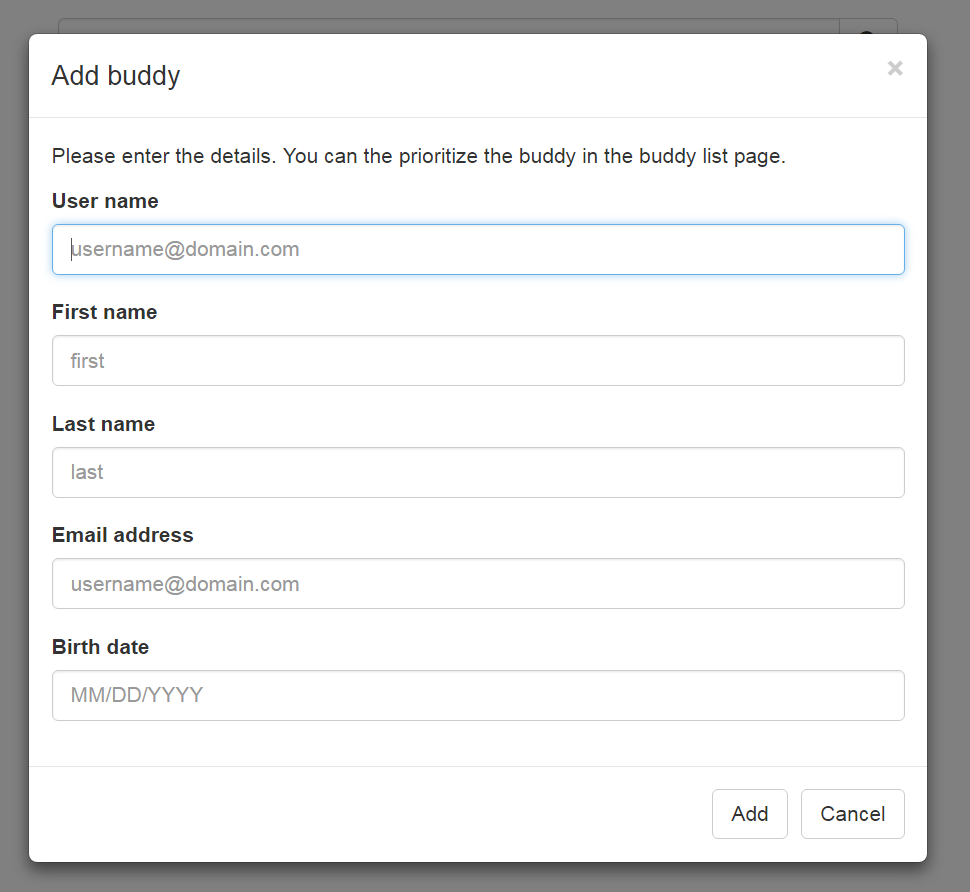 Add buddy
×
Please enter the details. You can the prioritize the buddy in the buddy list page.
User name
username@domain.com
First name
first
Last name
last
Email address
username@domain.com
Birth date
MM/DD/YYYY
Add Cancel